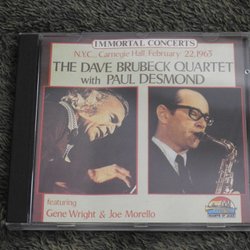 IMMORTAL CONCERTS
N.Y.C., Carnegie Hall, February 22,1963
THE DAVE BRUBECK QUARTET
with PAUL DESMOND
featuring
Gene Wright & Joe Morello